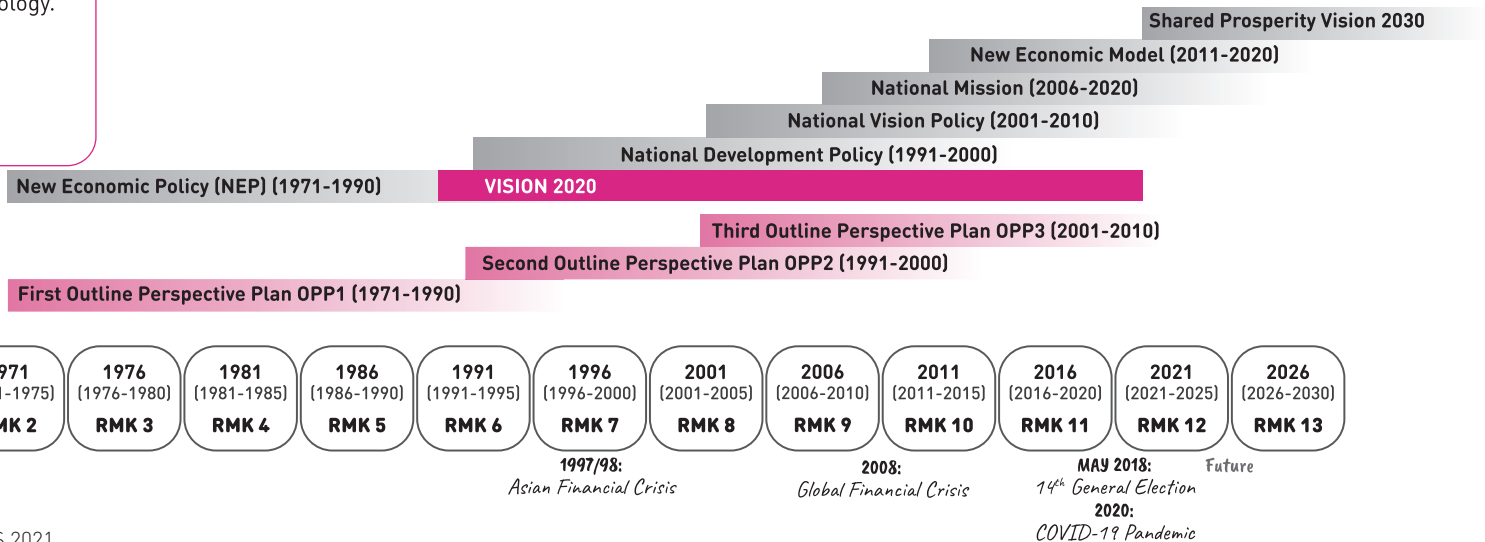 ology.
Shared Prosperity Vision 2030
New Economic Model (2011-2020)
National Mission (2006-2020)
National Vision Policy (2001-2010)
National Development Policy (1991-2000)
New Economic Policy (NEP) (1971-1990)
VISION 2020
Third Outline Perspective Plan OPP3 (2001-2010)
Second Outline Perspective Plan OPP2 (1991-2000)
First Outline Perspective Plan OPP1 (1971-1990)
971
1-1975)
MK 2
1976
(1976-1980)
RMK 3
1981
(1981-1985)
RMK 4
1986
(1986-1990)
RMK 5
1991
(1991-1995)
RMK 6
1996
(1996-2000)
RMK 7
2001
(2001-2005)
RMK 8
2006
(2006-2010)
RMK 9
2011
(2011-2015)
RMK 10
2016
(2016-2020)
RMK 11
2021
(2021-2025)
RMK 12
2026
(2026-2030)
RMK 13
1997/98:
Asian Financial Crisis
2008:
Global Financial Crisis
MAY 2018:
14th General Election
2020:
COVID-19 Pandemic
Future
2021